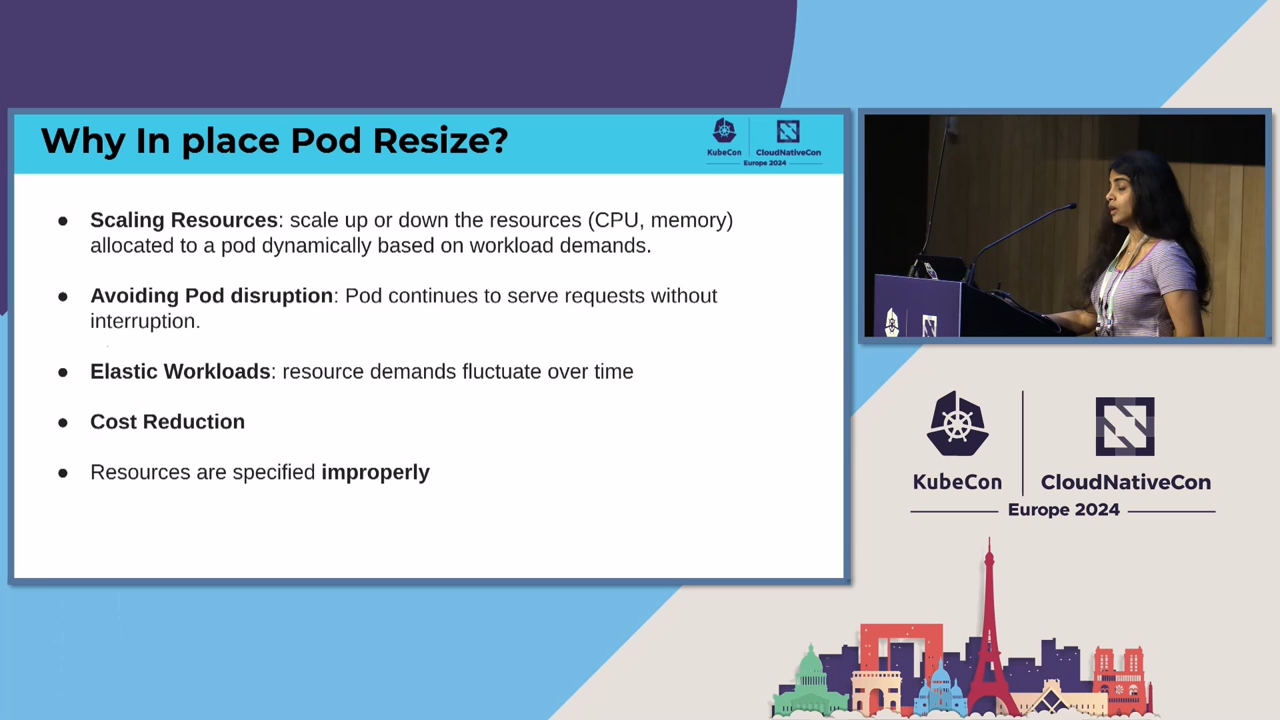 Why In place Pod Resize?
KubeCon
CloudNativeCon
Europe 2024
● Scaling Resources: scale up or down the resources (CPU, memory)
allocated to a pod dynamically based on workload demands.
● Avoiding Pod disruption: Pod continues to serve requests without
interruption.
● Elastic Workloads: resource demands fluctuate over time
● Cost Reduction
● Resources are specified improperly
KubeCon
CloudNativeCon
Europe 2024